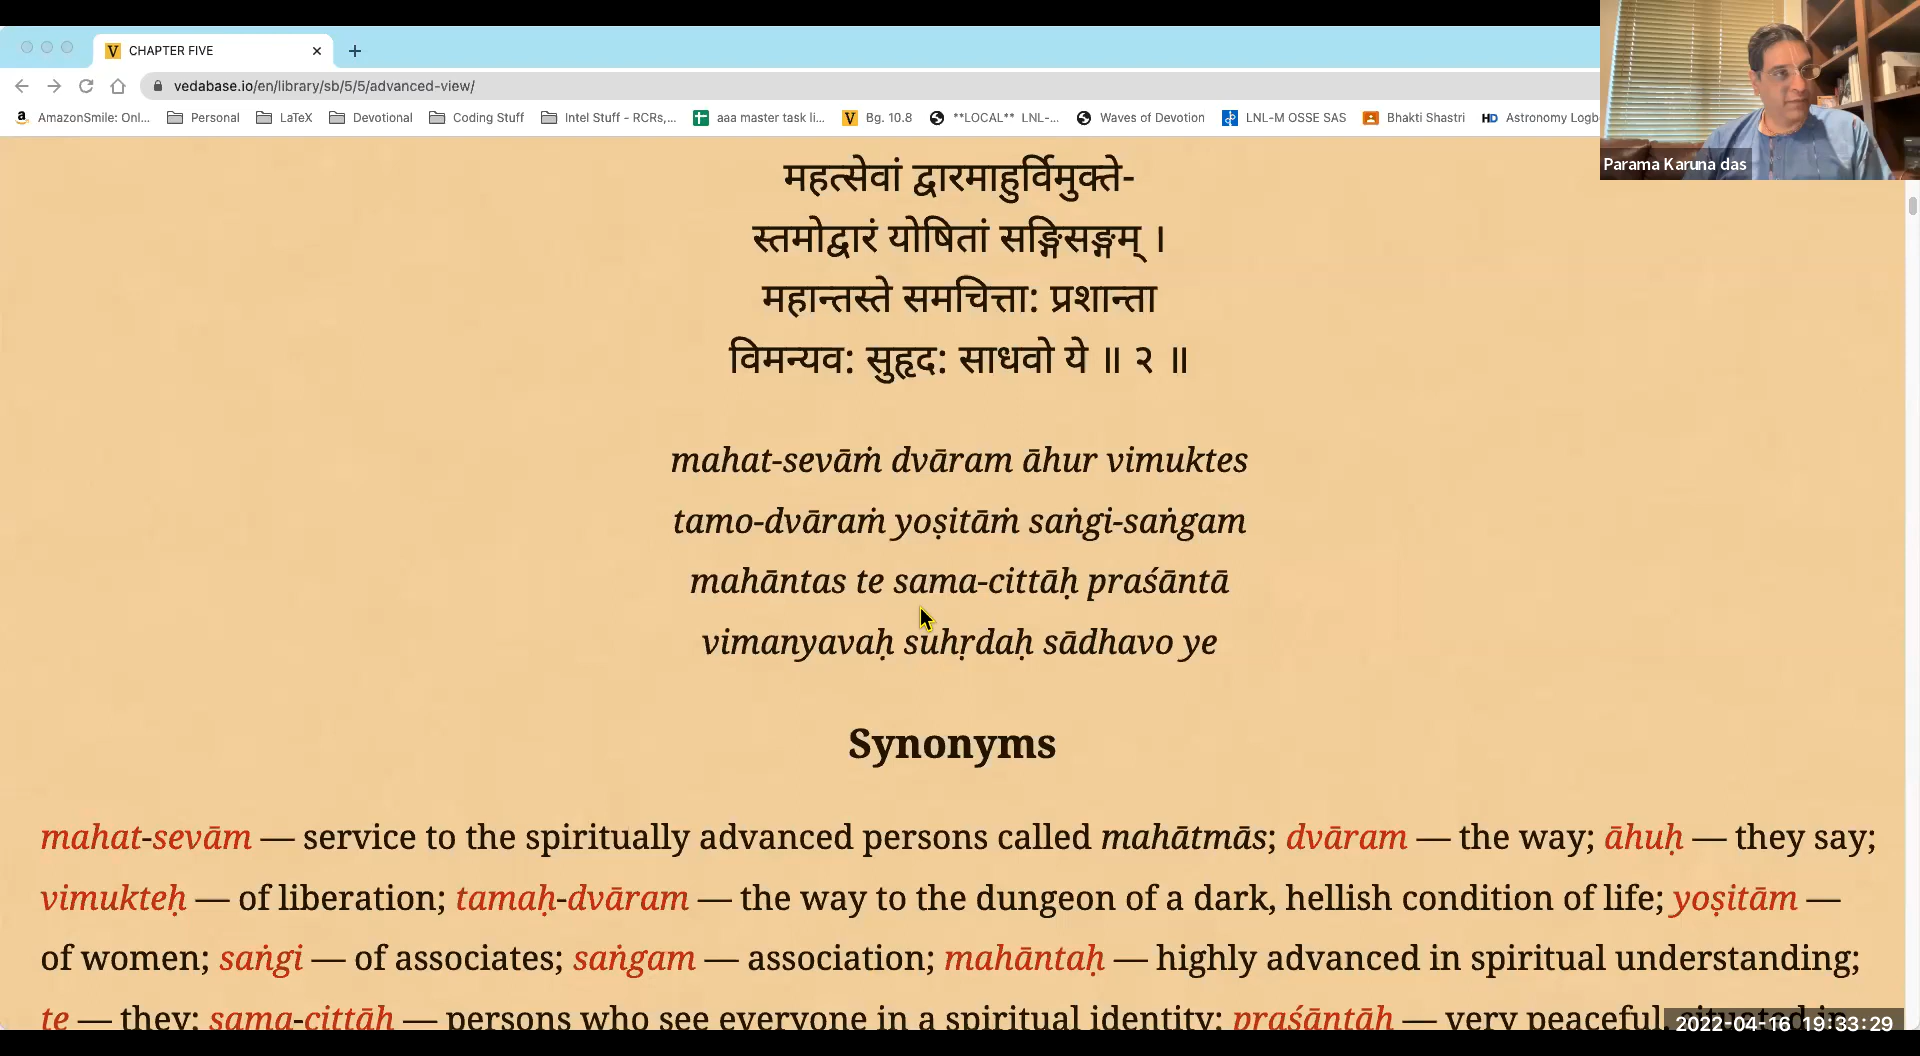 CHAPTER FIVE
vedabase.io/en/library/sb/5/5/advanced-view/
AmazonSmile: Onl... Personal LaTeX Devotional Coding Stuff Intel Stuff - RCRs,... aaa master task li... Bg. 10.8 **LOCAL** LNL-... Waves of Devotion LNL-M OSSE SAS Bhakti Shastri HD Astronomy Logb
Parama Karuna das
महत्सेवां द्वारमाहुर्विमुक्ते-
स्तमोद्वारं योषितां सङ्गिसङ्गम् ।
महान्तस्ते समचित्ता: प्रशान्ता
विमन्यव: सुहृद: साधवो ये ॥ २ ॥
mahat-sevāṁ dvāram āhur vimuktes
tamo-dvāraṁ yoṣitāṁ saṅgi-saṅgam
mahāntas te sama-cittāḥ praśāntā
vimanyavaḥ suhṛdaḥ sādhavo ye
Synonyms
mahat-sevām — service to the spiritually advanced persons called mahātmās; dvāram — the way; āhuḥ — they say;
vimukteḥ — of liberation; tamaḥ-dvāram — the way to the dungeon of a dark, hellish condition of life; yoṣitām —
of women; saṅgi — of associates; saṅgam — association; mahāntaḥ — highly advanced in spiritual understanding;
te — they; sama-cittāḥ — persons who see everyone in a spiritual identity; praśāntāḥ — very peaceful, situated in
2022-04-16 19:33:29